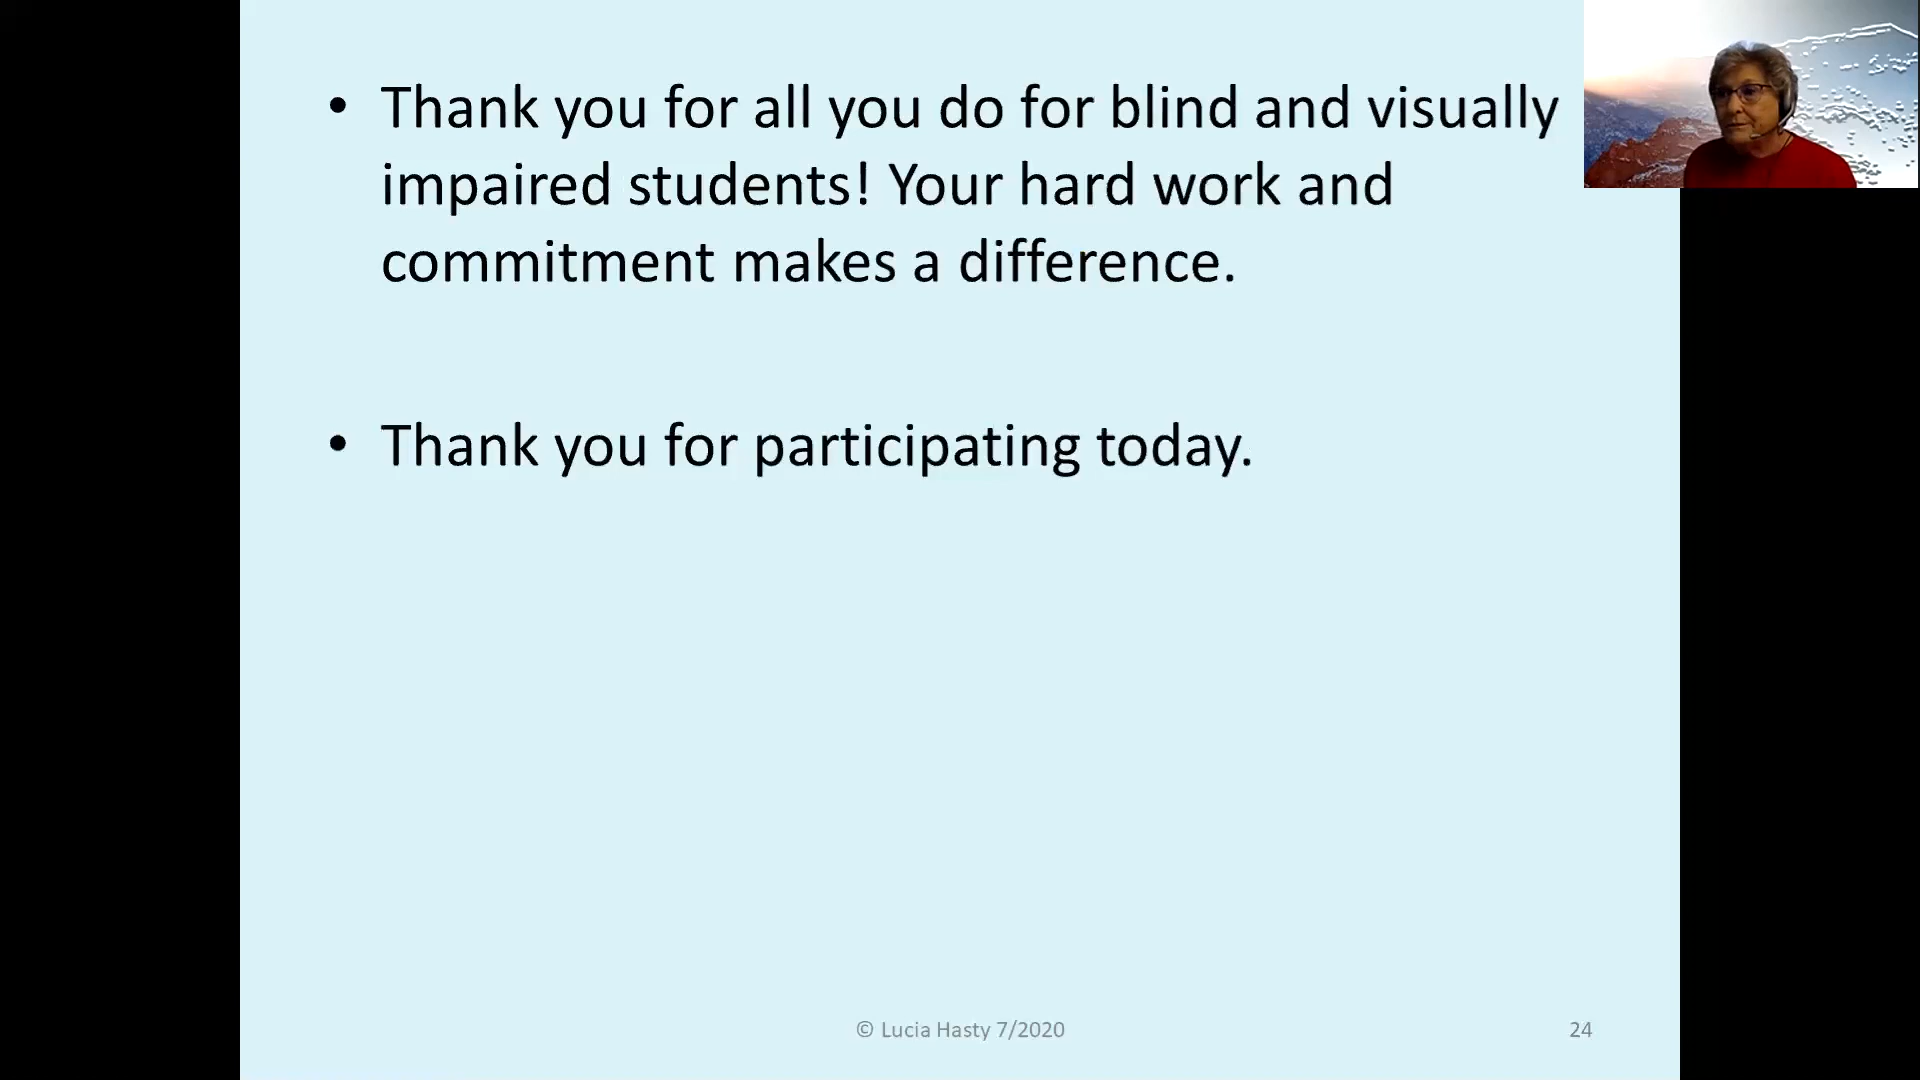 • Thank you for all you do for blind and visually
impaired students! Your hard work and
commitment makes a difference.
• Thank you for participating today.
© Lucia Hasty 7/2020
24